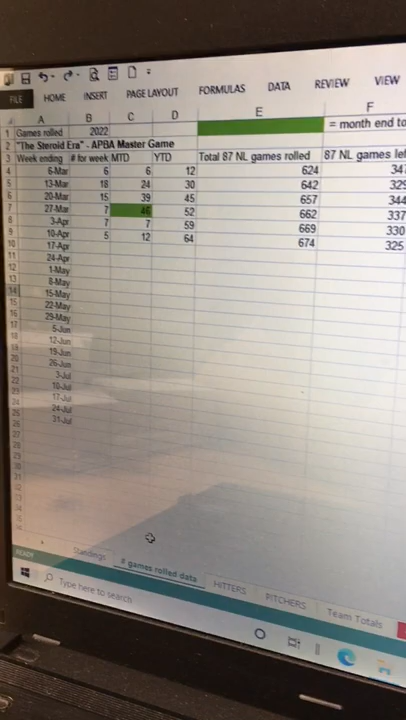 FILE HOME INSERT PAGE LAYOUT FORMULAS DATA REVIEW VIEW
A B C D E F
1 Games rolled 2022 = month end to
2 "The Steroid Era" - APBA Master Game
3 Week ending # for week MTD YTD Total 87 NL games rolled 87 NL games lef
4 6-Mar 6 6 12 624 347
5 13-Mar 18 24 30 642 329
6 20-Mar 15 39 45 657 344
7 27-Mar 7 46 52 662 337
8 3-Apr 7 7 59 669 330
9 10-Apr 5 12 64 674 325
10 17-Apr
11 24-Apr
12 1-May
13 8-May
14 15-May
15 22-May
16 29-May
17 5-Jun
18 12-Jun
19 19-Jun
20 26-Jun
21 3-Jul
22 10-Jul
23 17-Jul
24 24-Jul
25 31-Jul
READY
Standings # games rolled data HITTERS PITCHERS Team Totals
Type here to search